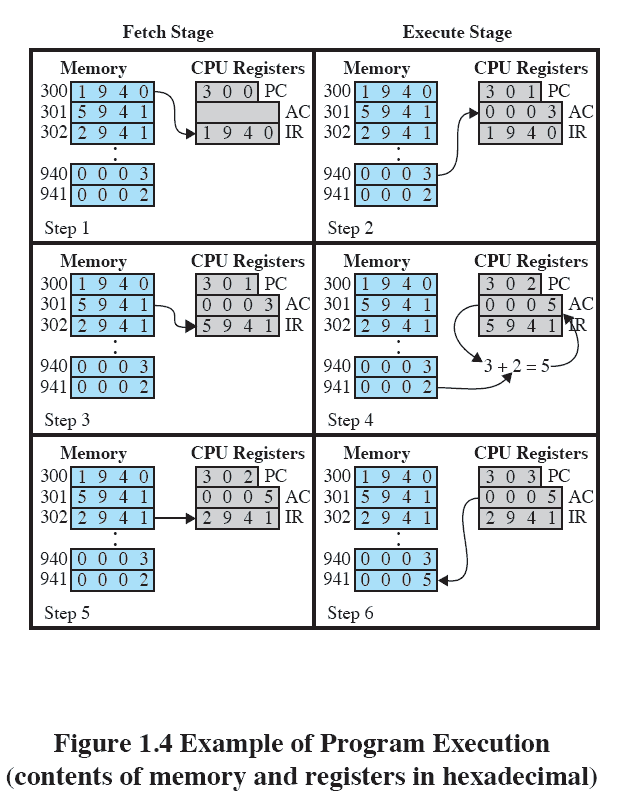 Fetch Stage Execute Stage
Memory CPU Registers
300 1 9 4 0 3 0 0 PC
301 5 9 4 1 AC
302 2 9 4 1 1 9 4 0 IR
940 0 0 0 3
941 0 0 0 2
Step 1
Memory CPU Registers
300 1 9 4 0 3 0 1 PC
301 5 9 4 1 0 0 0 3 AC
302 2 9 4 1 1 9 4 0 IR
940 0 0 0 3
941 0 0 0 2
Step 2
Memory CPU Registers
300 1 9 4 0 3 0 1 PC
301 5 9 4 1 0 0 0 3 AC
302 2 9 4 1 5 9 4 1 IR
940 0 0 0 3
941 0 0 0 2
Step 3
Memory CPU Registers
300 1 9 4 0 3 0 2 PC
301 5 9 4 1 0 0 0 5 AC
302 2 9 4 1 5 9 4 1 IR
940 0 0 0 3 3 + 2 = 5
941 0 0 0 2
Step 4
Memory CPU Registers
300 1 9 4 0 3 0 2 PC
301 5 9 4 1 0 0 0 5 AC
302 2 9 4 1 2 9 4 1 IR
940 0 0 0 3
941 0 0 0 2
Step 5
Memory CPU Registers
300 1 9 4 0 3 0 3 PC
301 5 9 4 1 0 0 0 5 AC
302 2 9 4 1 2 9 4 1 IR
940 0 0 0 3
941 0 0 0 5
Step 6
Figure 1.4 Example of Program Execution
(contents of memory and registers in hexadecimal)